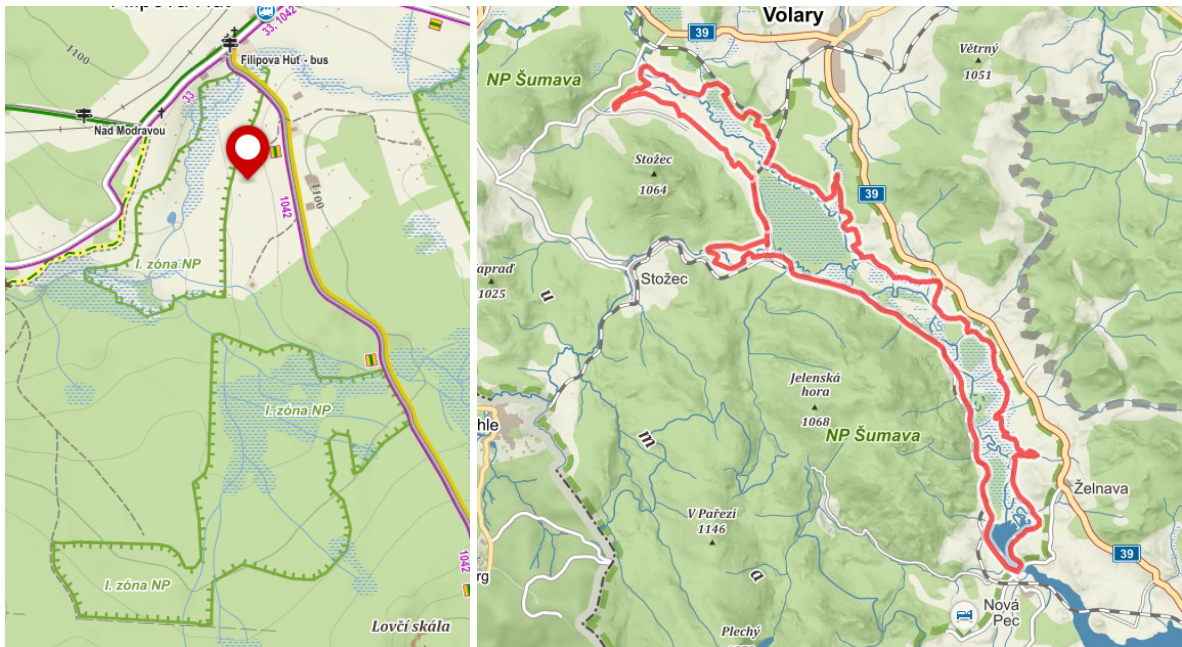 33, 1042
1100
Filipova Huť - bus
33
Nad Modravou
1042
1100
I. zóna NP
I. zóna NP
I. zóna NP
1042
Lovčí skála
Volary
39
Větrný
1051
NP Šumava
Stožec
1064
39
Stožec
1025
u
Jelenská
hora
1068
NP Šumava
m
hle
Želnava
V Pařezí
1146
39
a
rg
Nová
Pec
Plechý